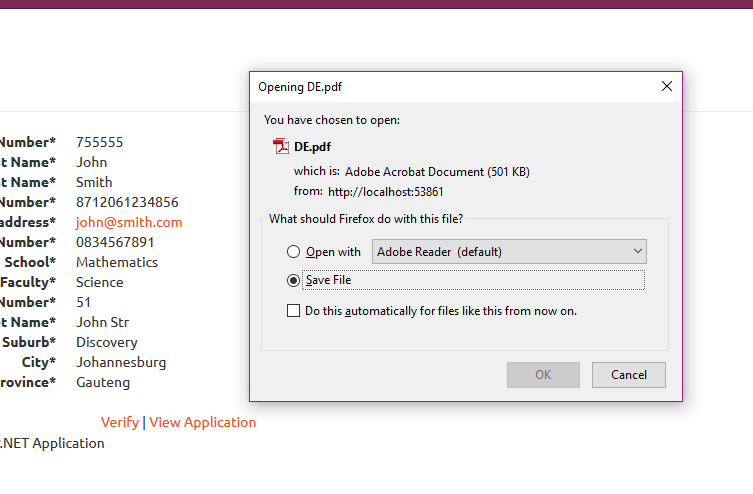 Opening DE.pdf
You have chosen to open:
DE.pdf
which is: Adobe Acrobat Document (501 KB)
from: http://localhost:53861
What should Firefox do with this file?
Open with Adobe Reader (default)
Save File
Do this automatically for files like this from now on.
OK Cancel
Number* 755555
t Name* John
t Name* Smith
Number* 8712061234856
address* john@smith.com
Number* 0834567891
School* Mathematics
Faculty* Science
Number* 51
t Name* John Str
Suburb* Discovery
City* Johannesburg
rovince* Gauteng
Verify | View Application
.NET Application